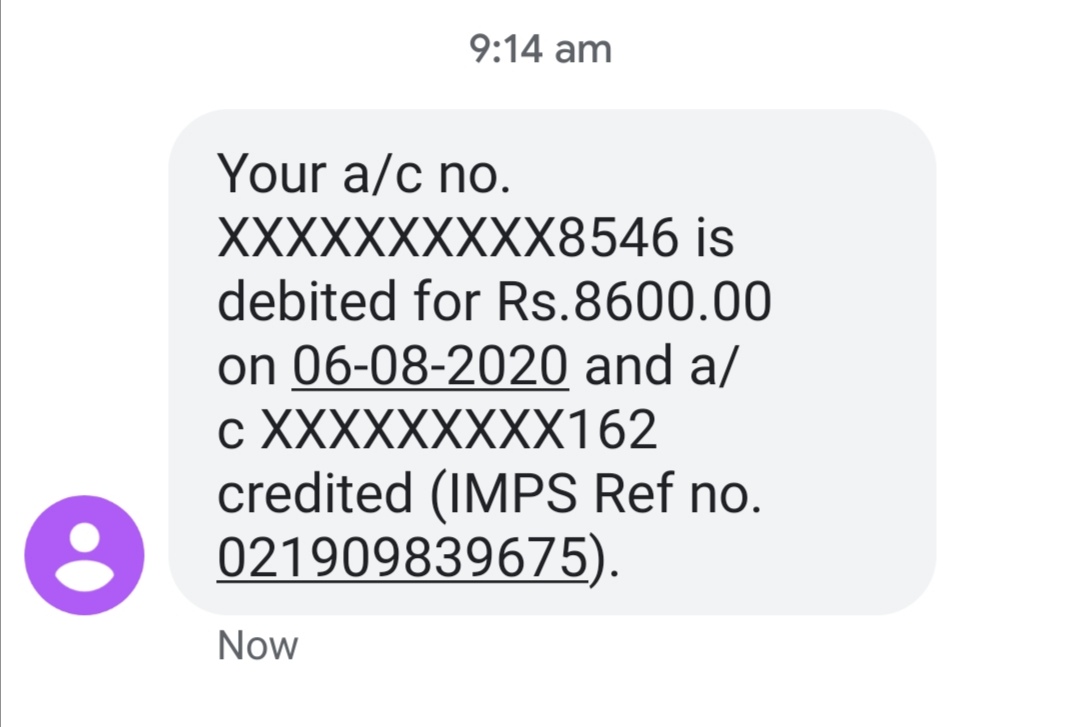 9:14 am
Your a/c no.
XXXXXXXXXX8546 is
debited for Rs.8600.00
on 06-08-2020 and a/
c XXXXXXXXX162
credited (IMPS Ref no.
021909839675).
Now